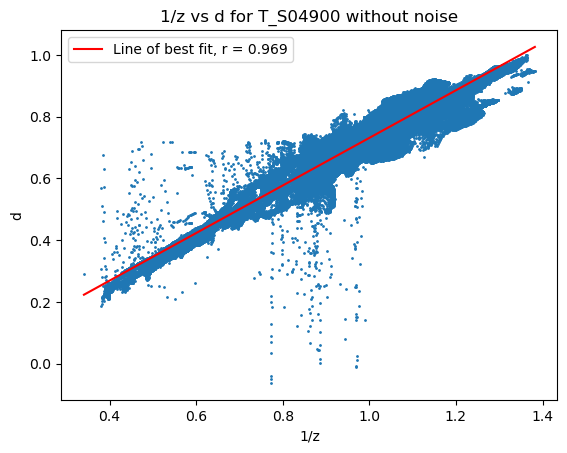 1/z vs d for T_S04900 without noise
Line of best fit, r = 0.969
1.0
0.8
0.6
0.4
0.2
0.0
d
0.4 0.6 0.8 1.0 1.2 1.4
1/z